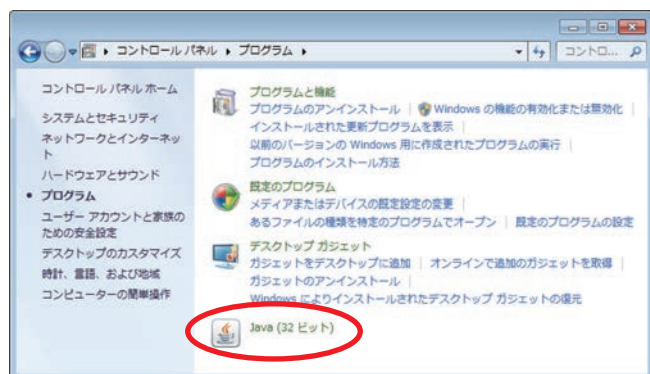 コントロール パネル ▸ プログラム ▸
コントロ...
コントロール パネル ホーム
システムとセキュリティ
ネットワークとインターネッ
ト
ハードウェアとサウンド
プログラム
ユーザー アカウントと家族の
ための安全設定
デスクトップのカスタマイズ
時計、言語、および地域
コンピューターの簡単操作
プログラムと機能
プログラムのアンインストール | Windows の機能の有効化または無効化 |
インストールされた更新プログラムを表示 |
以前のバージョンの Windows 用に作成されたプログラムの実行 |
プログラムのインストール方法
既定のプログラム
メディアまたはデバイスの既定設定の変更 |
あるファイルの種類を特定のプログラムでオープン | 既定のプログラムの設定
デスクトップ ガジェット
ガジェットをデスクトップに追加 | オンラインで追加のガジェットを取得 |
ガジェットのアンインストール |
Windows によりインストールされたデスクトップ ガジェットの復元
Java (32 ビット)